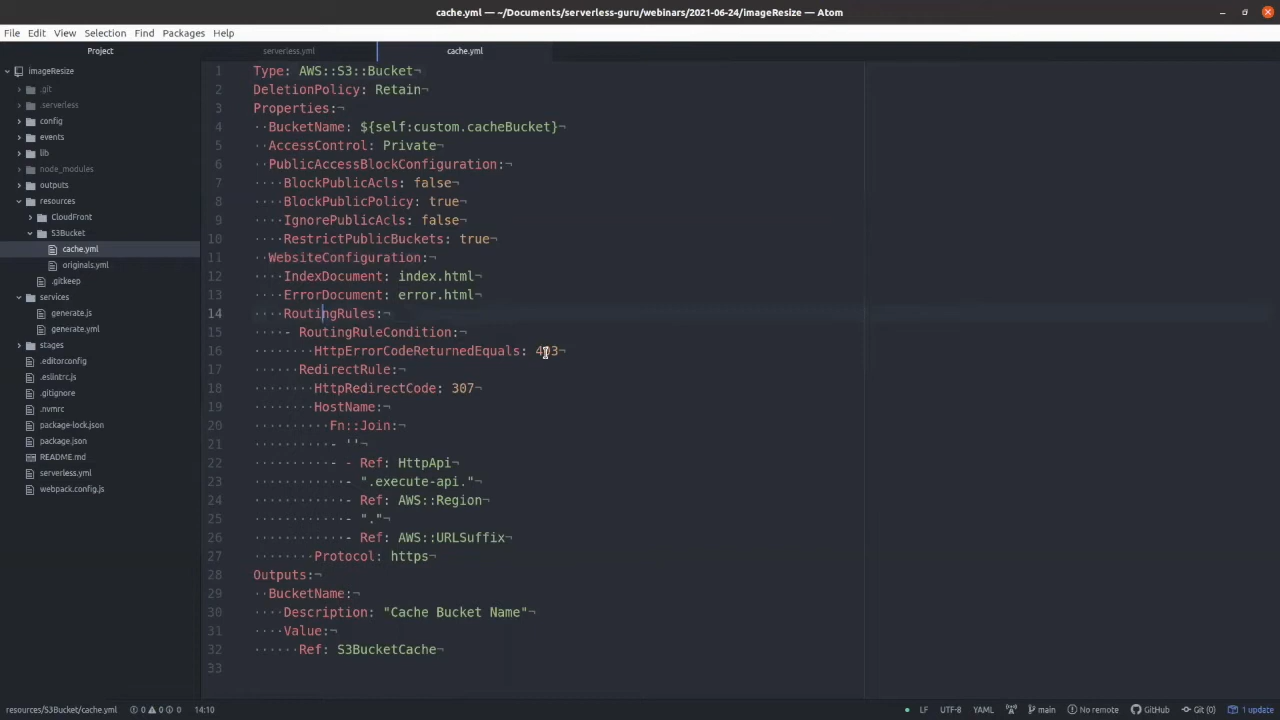 cache.yml — ~/Documents/serverless-guru/webinars/2021-06-24/imageResize — Atom
File Edit View Selection Find Packages Help
Project
serverless.yml
cache.yml
imageResize
.git
.serverless
config
events
lib
node_modules
outputs
resources
CloudFront
S3Bucket
cache.yml
originals.yml
.gitkeep
services
generate.js
generate.yml
stages
.editorconfig
.eslintrc.js
.gitignore
.nvmrc
package-lock.json
package.json
README.md
serverless.yml
webpack.config.js
1 Type: AWS::S3::Bucket¬
2 DeletionPolicy: Retain¬
3 Properties:¬
4 ··BucketName: ${self:custom.cacheBucket}¬
5 ··AccessControl: Private¬
6 ··PublicAccessBlockConfiguration:¬
7 ····BlockPublicAcls: false¬
8 ····BlockPublicPolicy: true¬
9 ····IgnorePublicAcls: false¬
10 ····RestrictPublicBuckets: true¬
11 ··WebsiteConfiguration:¬
12 ····IndexDocument: index.html¬
13 ····ErrorDocument: error.html¬
14 ····RoutingRules:¬
15 ····- RoutingRuleCondition:¬
16 ········HttpErrorCodeReturnedEquals: 403¬
17 ······RedirectRule:¬
18 ········HttpRedirectCode: 307¬
19 ········HostName:¬
20 ··········Fn::Join:¬
21 ··········- ''¬
22 ··········- - Ref: HttpApi¬
23 ············- ".execute-api."¬
24 ············- Ref: AWS::Region¬
25 ············- "."¬
26 ············- Ref: AWS::URLSuffix¬
27 ········Protocol: https¬
28 Outputs:¬
29 ··BucketName:¬
30 ····Description: "Cache Bucket Name"¬
31 ····Value:¬
32 ······Ref: S3BucketCache¬
33
resources/S3Bucket/cache.yml 0 0 0 14:10 LF UTF-8 YAML main No remote GitHub Git (0) 1 update